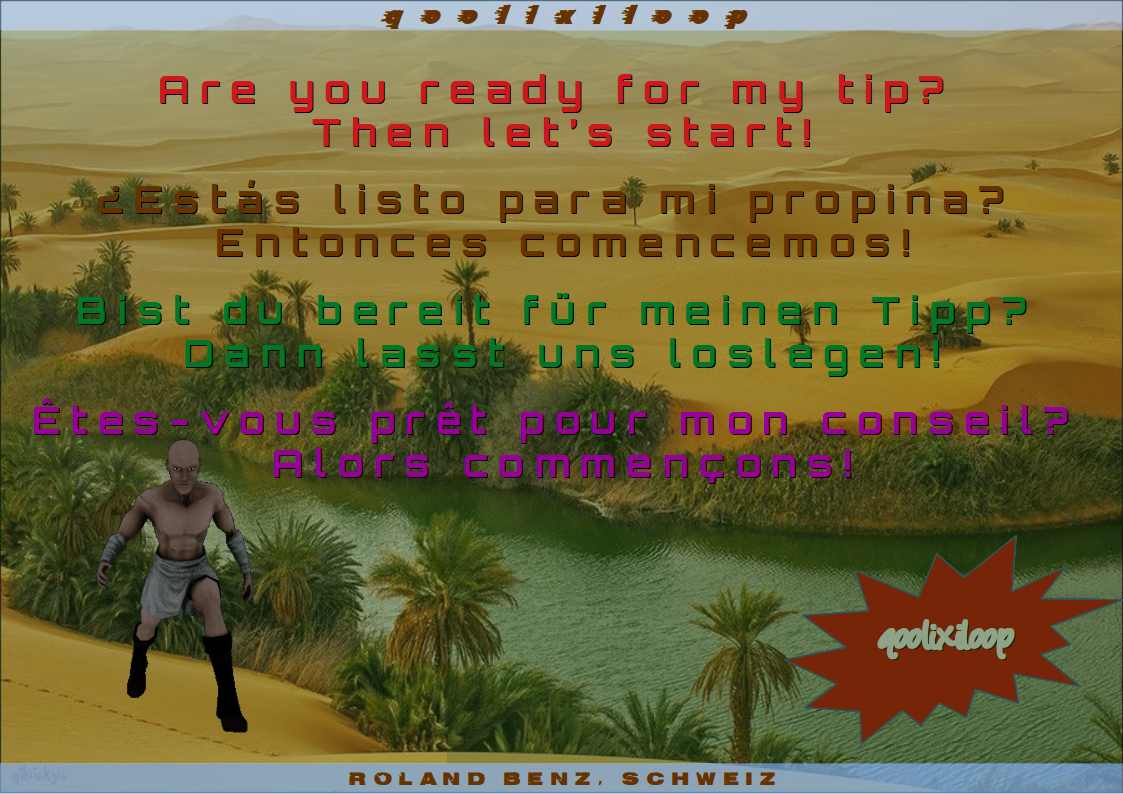 qoolixiloop
Are you ready for my tip?
Then let's start!
¿Estás listo para mi propina?
Entonces comencemos!
Bist du bereit für meinen Tipp?
Dann lasst uns loslegen!
Êtes-vous prêt pour mon conseil?
Alors commençons!
qoolixiloop
ROLAND BENZ, SCHWEIZ